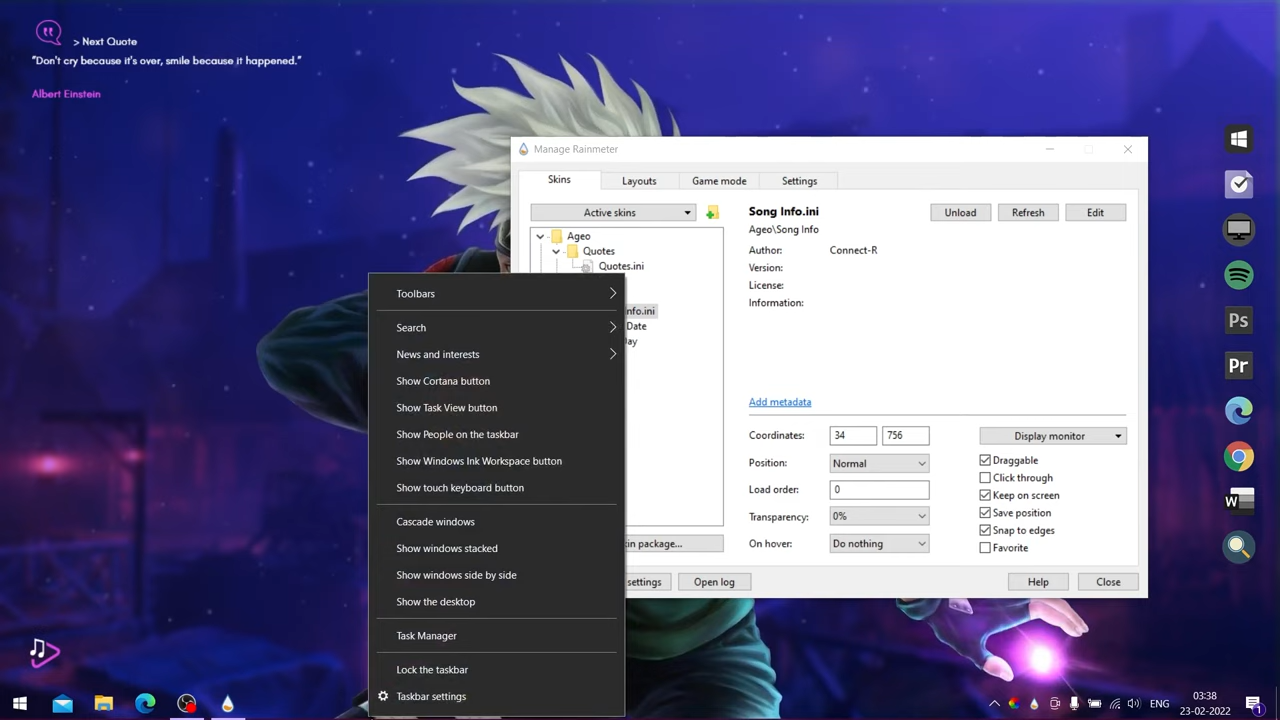 > Next Quote
"Don't cry because it's over, smile because it happened."
Albert Einstein
Manage Rainmeter
Skins
Layouts
Game mode
Settings
Active skins
Ageo
Quotes
Quotes.ini
nfo.ini
Date
ay
Song Info.ini
Unload
Refresh
Edit
Ageo\Song Info
Author:
Connect-R
Version:
License:
Information:
Add metadata
Coordinates:
34
756
Display monitor
Position:
Normal
Load order:
0
Transparency:
0%
On hover:
Do nothing
Draggable
Click through
Keep on screen
Save position
Snap to edges
Favorite
in package...
settings
Open log
Help
Close
Toolbars
Search
News and interests
Show Cortana button
Show Task View button
Show People on the taskbar
Show Windows Ink Workspace button
Show touch keyboard button
Cascade windows
Show windows stacked
Show windows side by side
Show the desktop
Task Manager
Lock the taskbar
Taskbar settings
Ps
Pr
W
ENG
03:38
23-02-2022
1